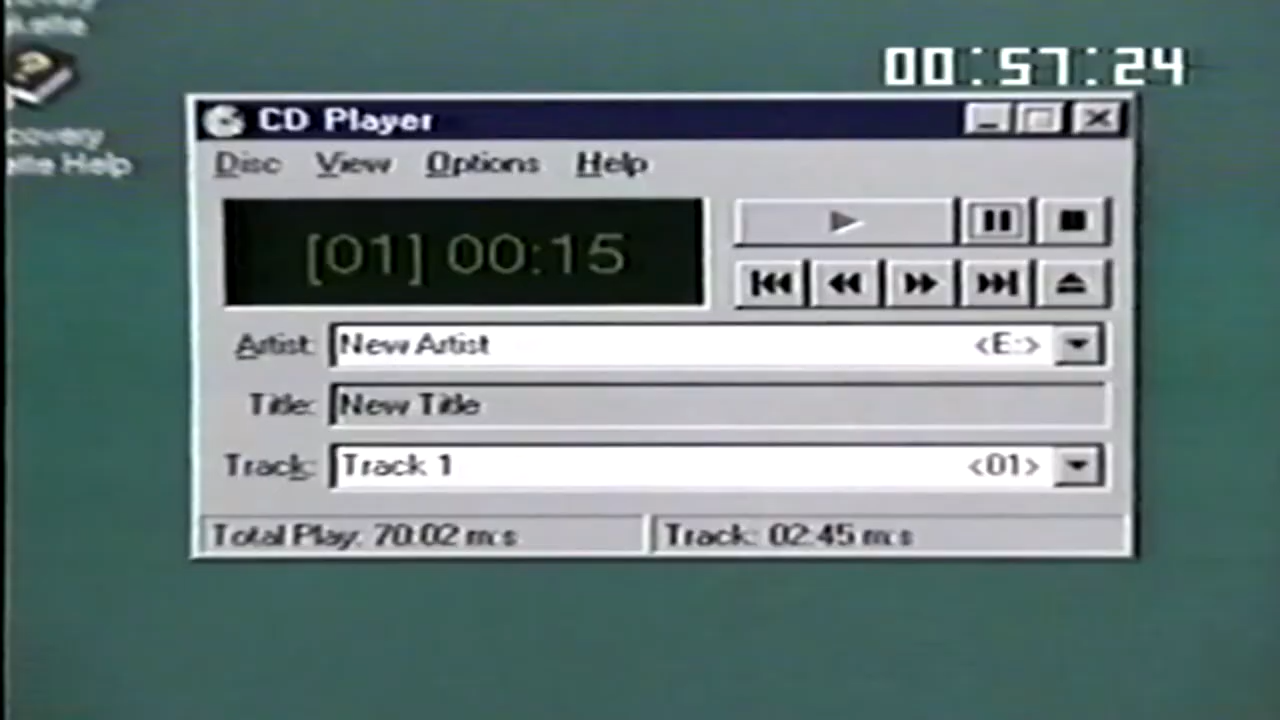 00:57:24
Help
CD Player
Disc View Options Help
[01] 00:15
Artist: New Artist <E:>
Title: New Title
Track: Track 1 <01>
Total Play: 70:02 m:s Track: 02:45 m:s